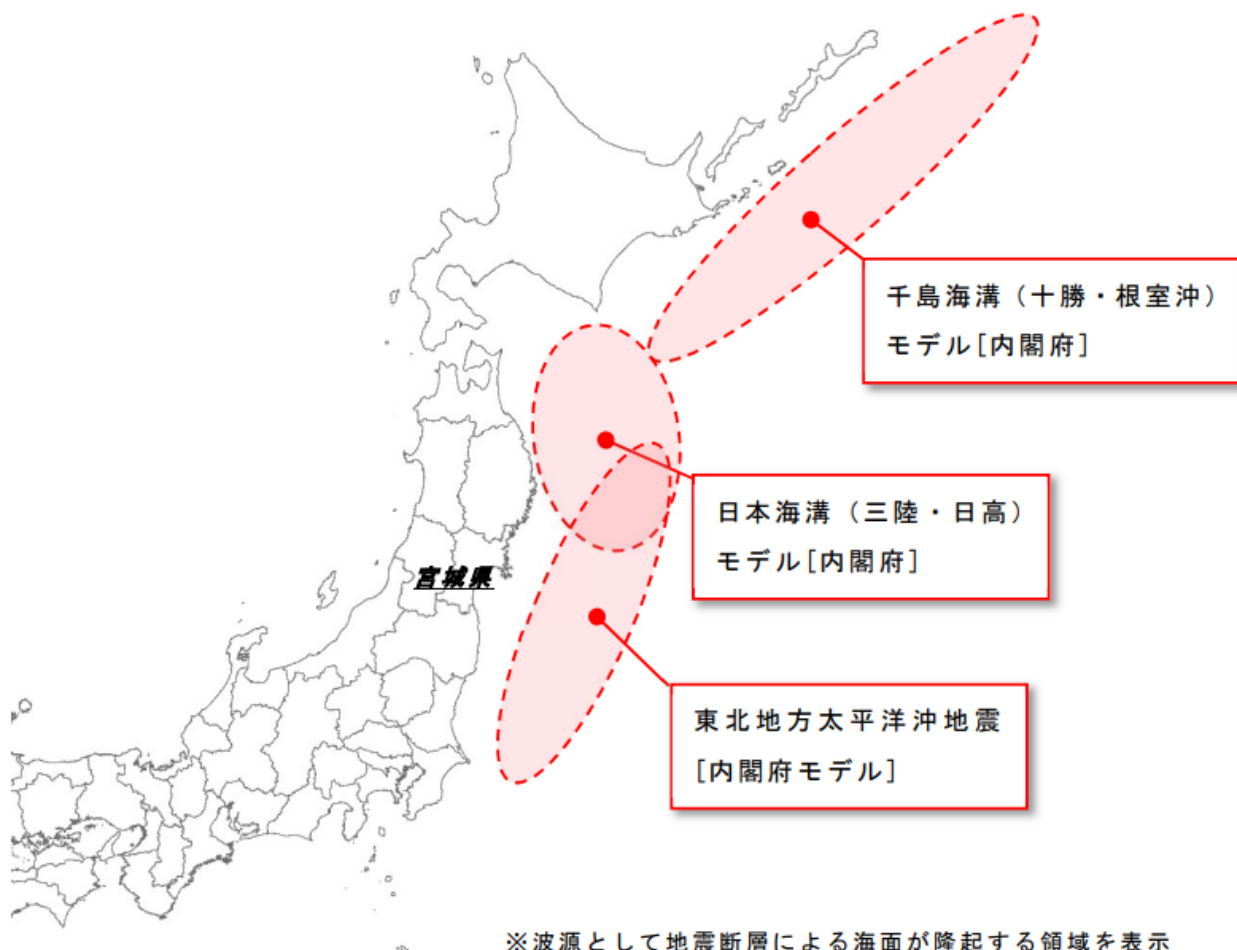 千島海溝（十勝・根室沖）
モデル[内閣府]
日本海溝（三陸・日高）
モデル[内閣府]
宮城県
東北地方太平洋沖地震
[内閣府モデル]
※波源として地震断層による海面が隆起する領域を表示